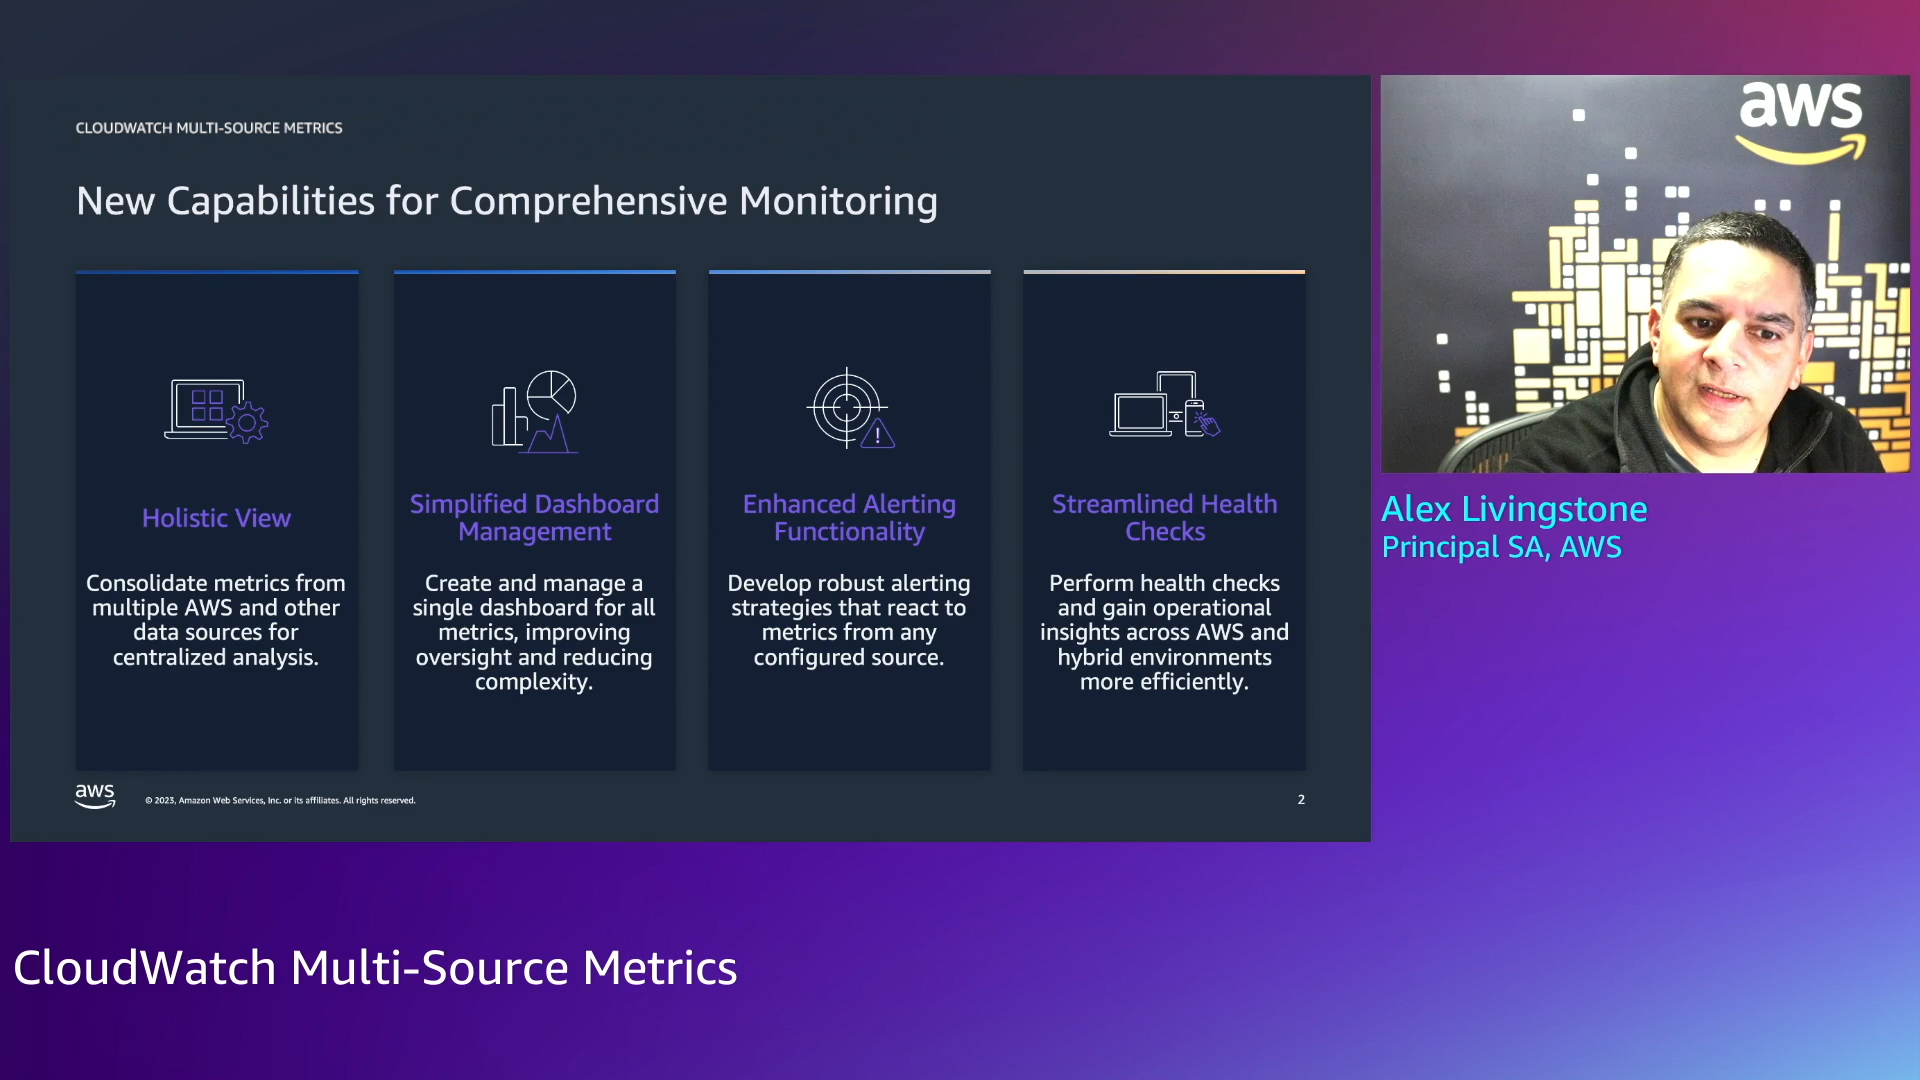 CLOUDWATCH MULTI-SOURCE METRICS
New Capabilities for Comprehensive Monitoring
Holistic View
Consolidate metrics from
multiple AWS and other
data sources for
centralized analysis.
Simplified Dashboard
Management
Create and manage a
single dashboard for all
metrics, improving
oversight and reducing
complexity.
Enhanced Alerting
Functionality
Develop robust alerting
strategies that react to
metrics from any
configured source.
Streamlined Health
Checks
Perform health checks
and gain operational
insights across AWS and
hybrid environments
more efficiently.
aws
© 2023, Amazon Web Services, Inc. or its affiliates. All rights reserved.
2
aws
Alex Livingstone
Principal SA, AWS
CloudWatch Multi-Source Metrics